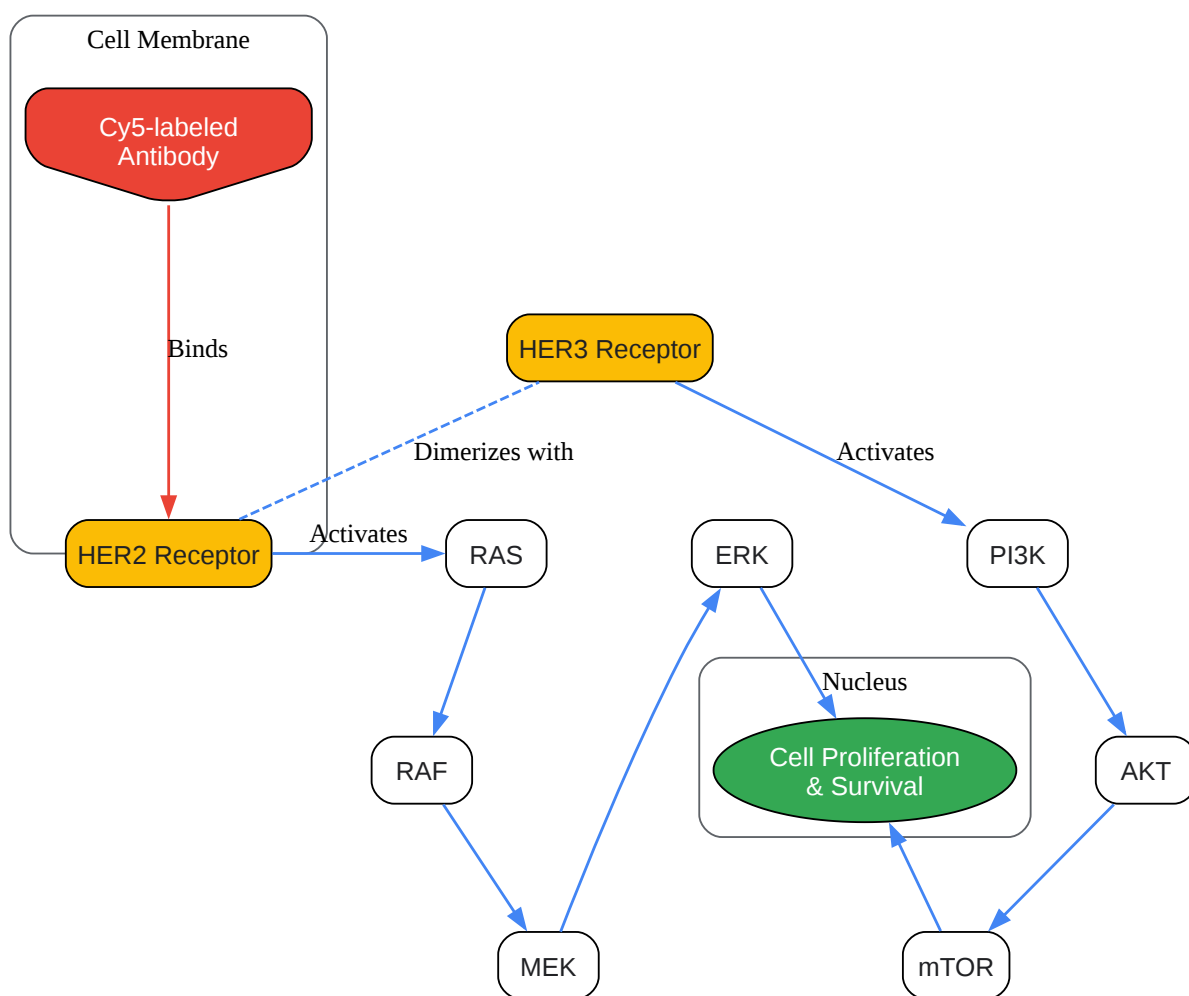 Cell Membrane
Cy5-labeled
Antibody
Binds
HER3 Receptor
Dimerizes with
Activates
HER2 Receptor
Activates
RAS
ERK
PI3K
Nucleus
Cell Proliferation
& Survival
RAF
AKT
MEK
mTOR